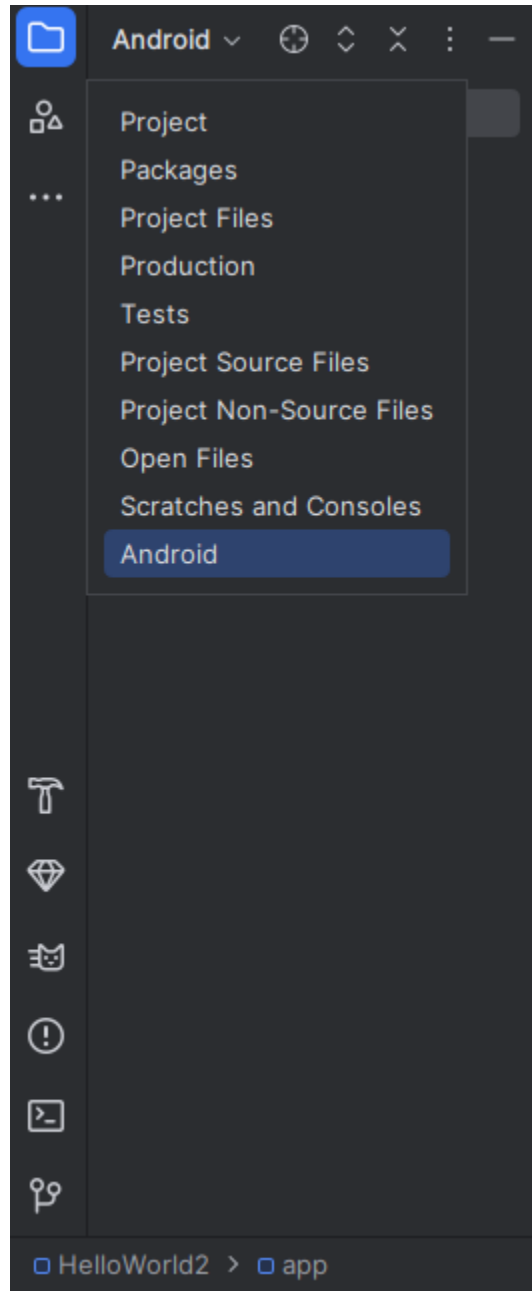 Android
Project
Packages
Project Files
Production
Tests
Project Source Files
Project Non-Source Files
Open Files
Scratches and Consoles
Android
HelloWorld2 > app